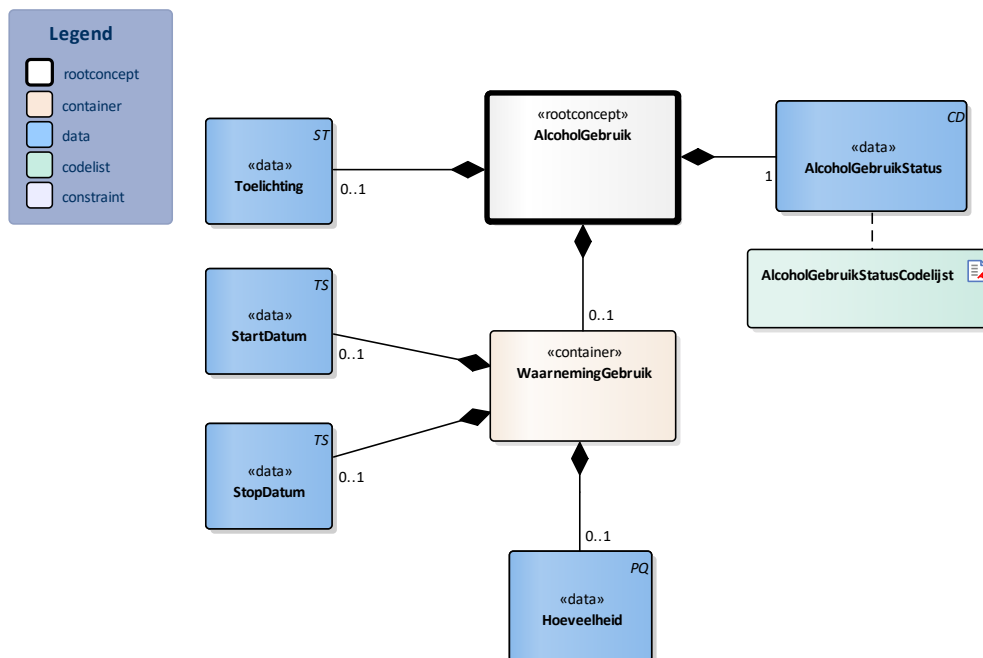 Legend
rootconcept
container
data
codelist
constraint
ST
«data»
Toelichting
0..1
«rootconcept»
AlcoholGebruik
CD
«data»
AlcoholGebruikStatus
1
AlcoholGebruikStatusCodelijst
TS
«data»
StartDatum
0..1
0..1
«container»
WaarnemingGebruik
TS
«data»
StopDatum
0..1
0..1
PQ
«data»
Hoeveelheid